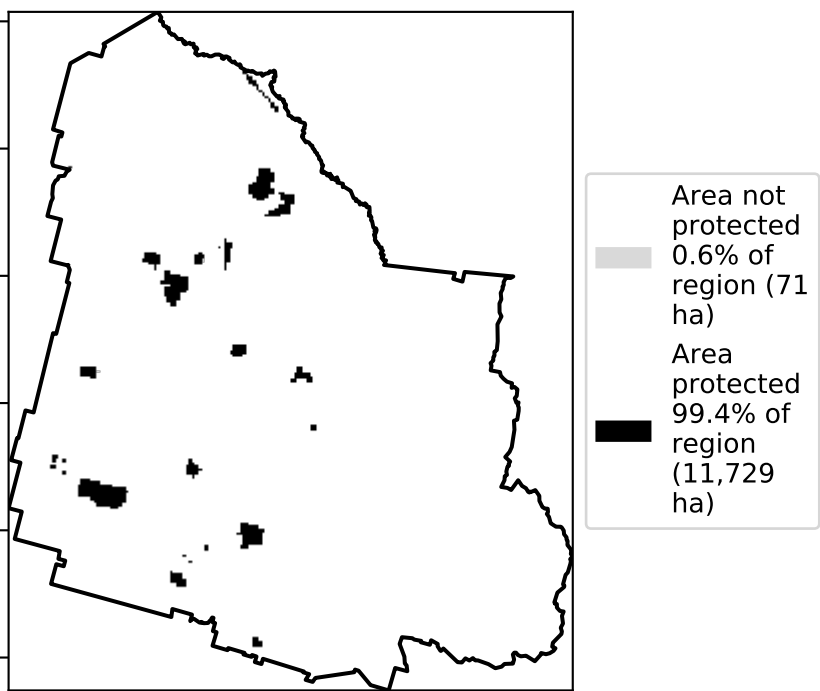 Area not
protected
0.6% of
region (71
ha)
Area
protected
99.4% of
region
(11,729
ha)